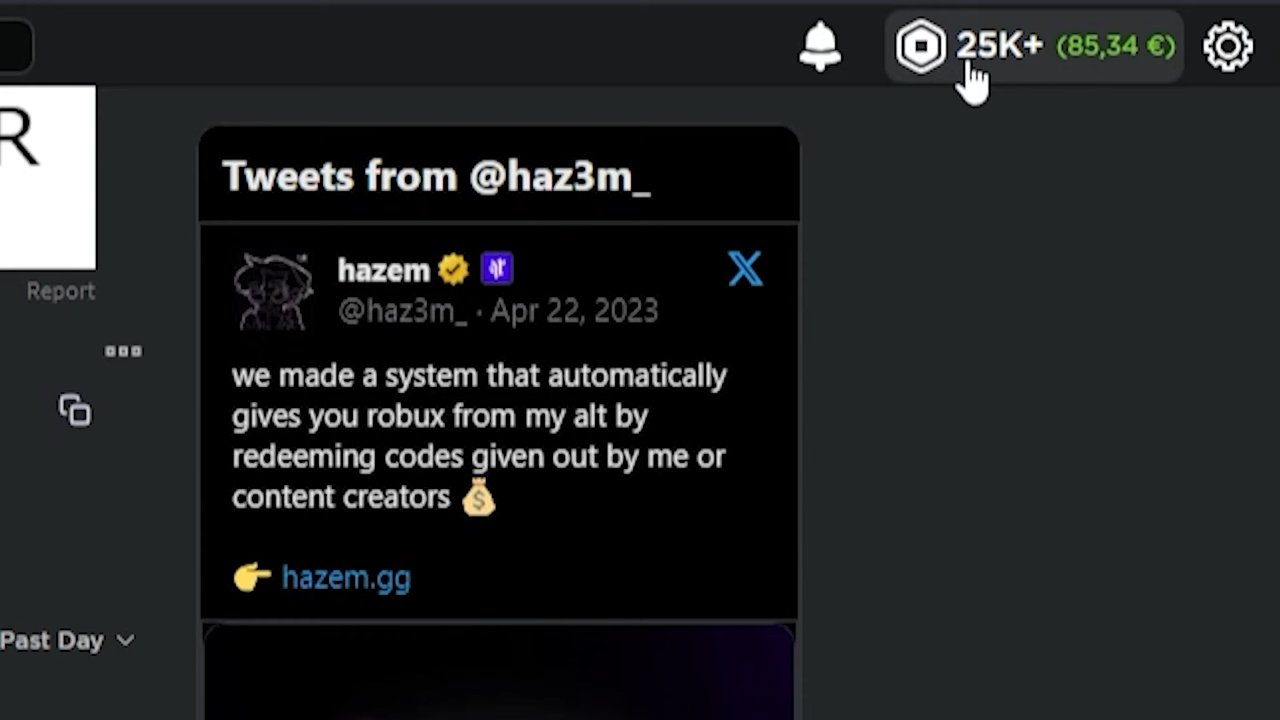 25K+ (85,34 €)
R
Tweets from @haz3m_
hazem
@haz3m_ · Apr 22, 2023
Report
we made a system that automatically
gives you robux from my alt by
redeeming codes given out by me or
content creators 💰
👉 hazem.gg
Past Day